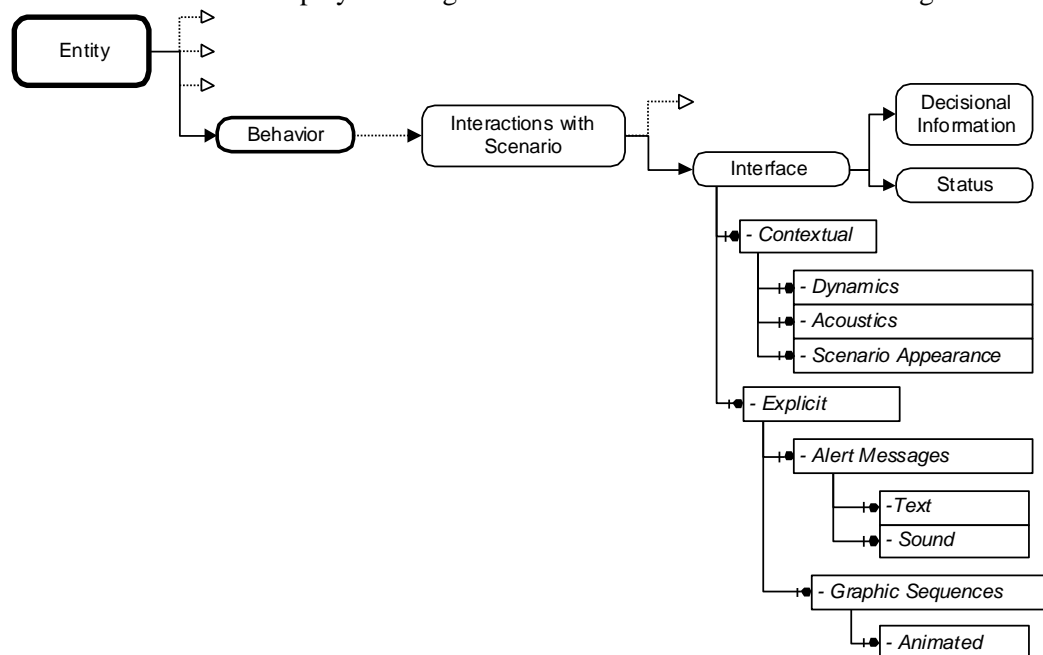 Entity
Behavior
Interactions with
Scenario
Interface
Decisional
Information
Status
- Contextual
- Dynamics
- Acoustics
- Scenario Appearance
- Explicit
- Alert Messages
-Text
- Sound
- Graphic Sequences
- Animated